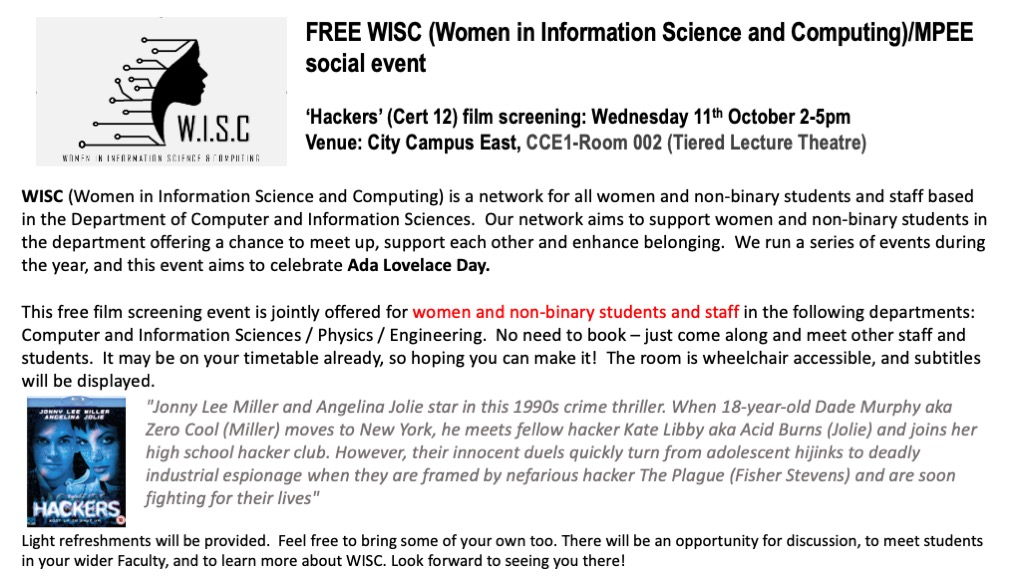 FREE WISC (Women in Information Science and Computing)/MPEE
social event
‘Hackers’ (Cert 12) film screening: Wednesday 11th October 2-5pm
Venue: City Campus East, CCE1-Room 002 (Tiered Lecture Theatre)
W.I.S.C
WOMEN IN INFORMATION SCIENCE & COMPUTING
WISC (Women in Information Science and Computing) is a network for all women and non-binary students and staff based
in the Department of Computer and Information Sciences.  Our network aims to support women and non-binary students in
the department offering a chance to meet up, support each other and enhance belonging.  We run a series of events during
the year, and this event aims to celebrate Ada Lovelace Day.
This free film screening event is jointly offered for women and non-binary students and staff in the following departments:
Computer and Information Sciences / Physics / Engineering.  No need to book – just come along and meet other staff and
students.  It may be on your timetable already, so hoping you can make it!  The room is wheelchair accessible, and subtitles
will be displayed.
JONNY LEE MILLER
ANGELINA JOLIE
HACKERS
"Jonny Lee Miller and Angelina Jolie star in this 1990s crime thriller. When 18-year-old Dade Murphy aka
Zero Cool (Miller) moves to New York, he meets fellow hacker Kate Libby aka Acid Burns (Jolie) and joins her
high school hacker club. However, their innocent duels quickly turn from adolescent hijinks to deadly
industrial espionage when they are framed by nefarious hacker The Plague (Fisher Stevens) and are soon
fighting for their lives"
Light refreshments will be provided.  Feel free to bring some of your own too. There will be an opportunity for discussion, to meet students
in your wider Faculty, and to learn more about WISC. Look forward to seeing you there!